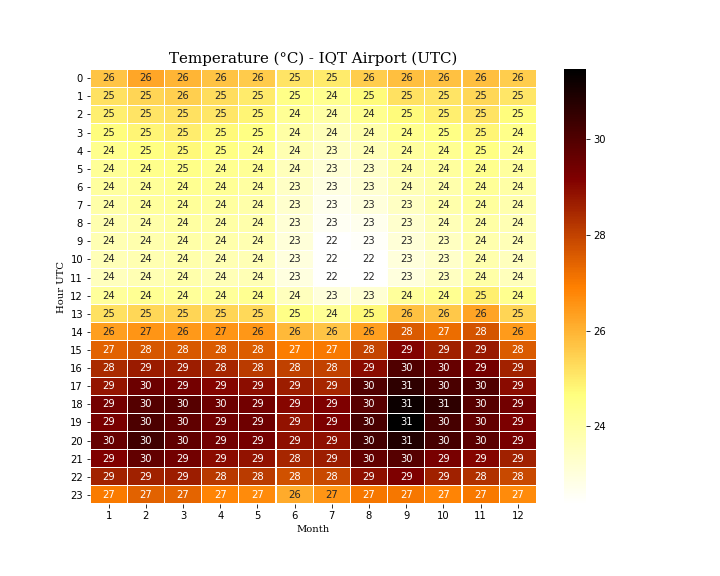 Temperature (°C) - IQT Airport (UTC)
0 26 26 26 26 26 25 25 26 26 26 26 26
1 25 25 26 25 25 25 24 25 25 25 25 25
2 25 25 25 25 25 24 24 24 25 25 25 25
3 25 25 25 25 25 24 24 24 24 25 25 24
4 24 25 25 25 24 24 23 24 24 24 25 24
5 24 24 25 24 24 24 23 23 24 24 24 24
6 24 24 24 24 24 23 23 23 24 24 24 24
7 24 24 24 24 24 23 23 23 23 24 24 24
8 24 24 24 24 24 23 23 23 23 24 24 24
9 24 24 24 24 24 23 22 23 23 23 24 24
10 24 24 24 24 24 23 22 22 23 23 24 24
11 24 24 24 24 24 23 22 22 23 23 24 24
12 24 24 24 24 24 24 23 23 24 24 25 24
13 25 25 25 25 25 25 24 25 26 26 26 25
14 26 27 26 27 26 26 26 26 28 27 28 26
15 27 28 28 28 28 27 27 28 29 29 29 28
16 28 29 29 28 28 28 28 29 30 30 29 29
17 29 30 29 29 29 29 29 30 31 30 30 29
18 29 30 30 30 29 29 29 30 31 31 30 29
19 29 30 30 29 29 29 29 30 31 30 30 29
20 30 30 30 29 29 29 29 30 31 30 30 29
21 29 30 29 29 29 28 29 30 30 29 29 29
22 29 29 29 28 28 28 28 29 29 29 28 28
23 27 27 27 27 27 26 27 27 27 27 27 27
1 2 3 4 5 6 7 8 9 10 11 12
Month
Hour UTC
30
28
26
24